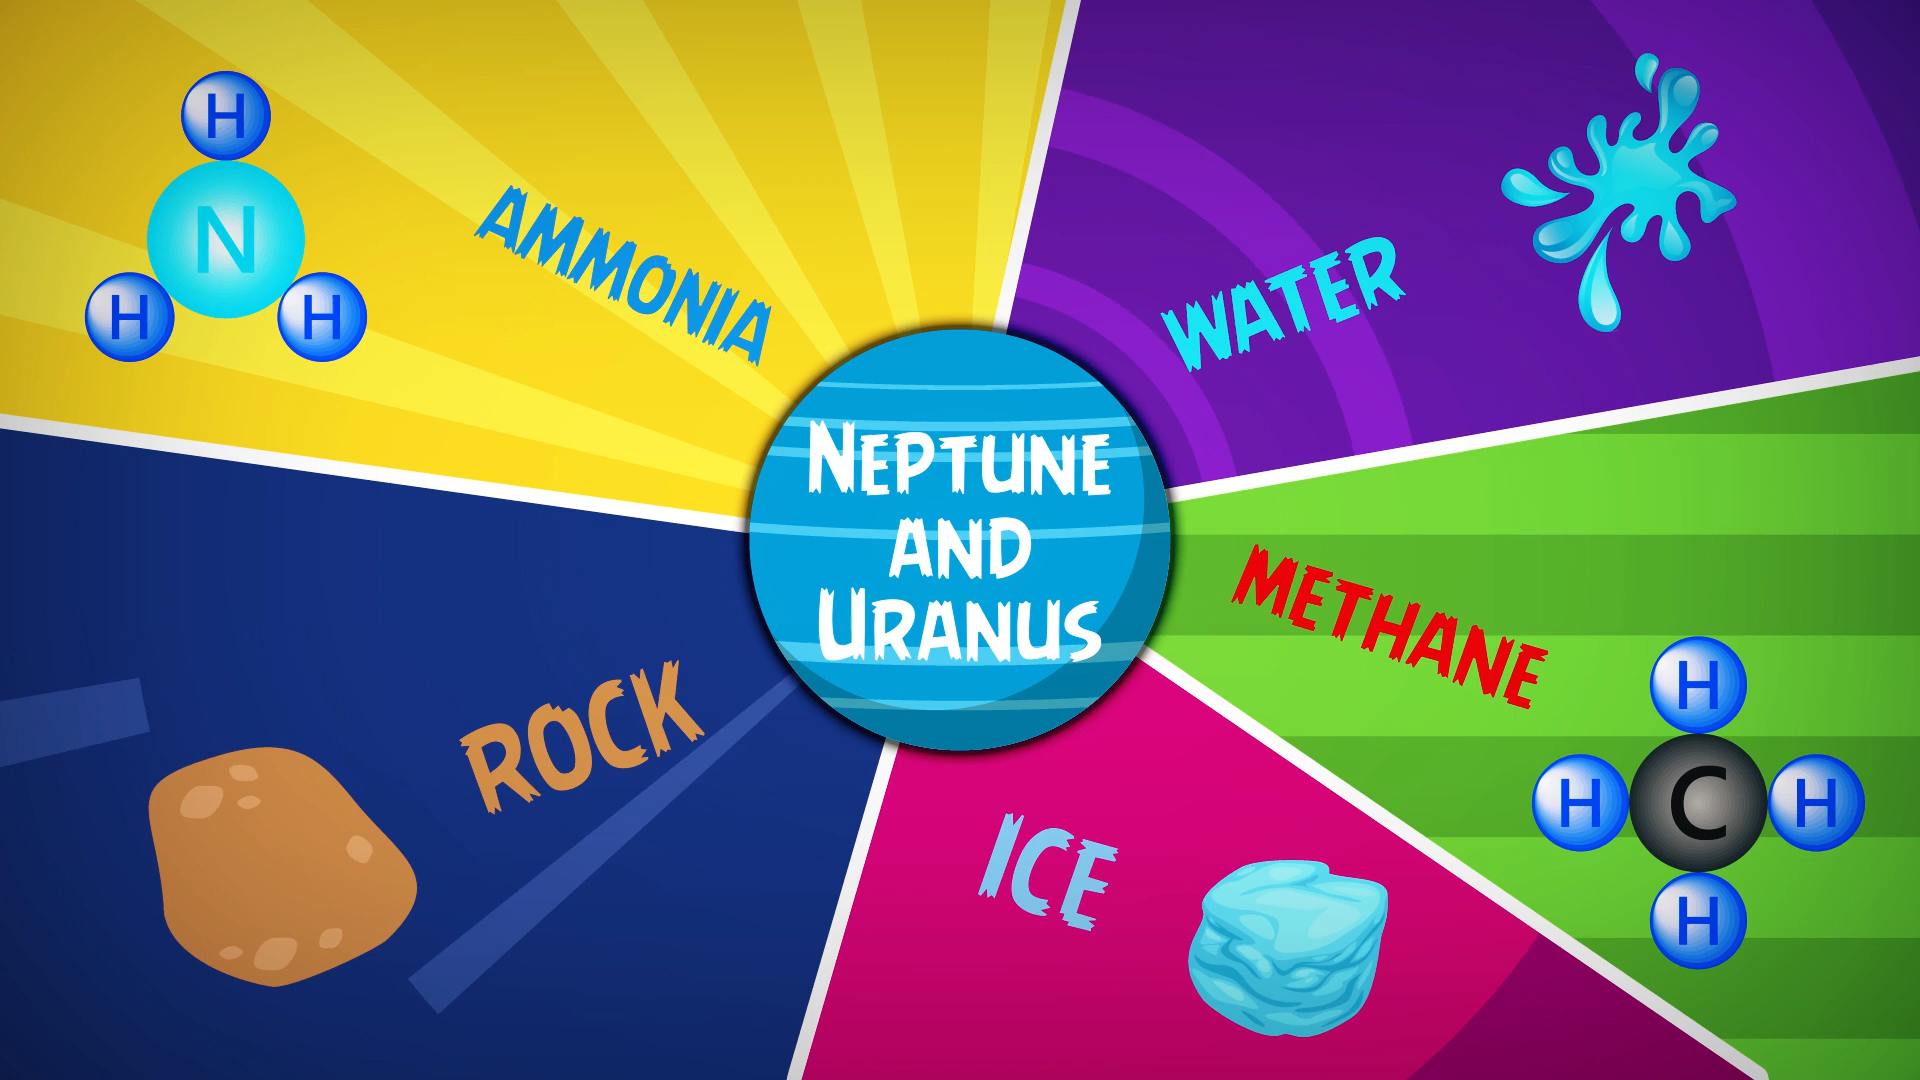 H
N
H H
AMMONIA
WATER
NEPTUNE
AND
URANUS
METHANE
H
H C H
H
ROCK
ICE